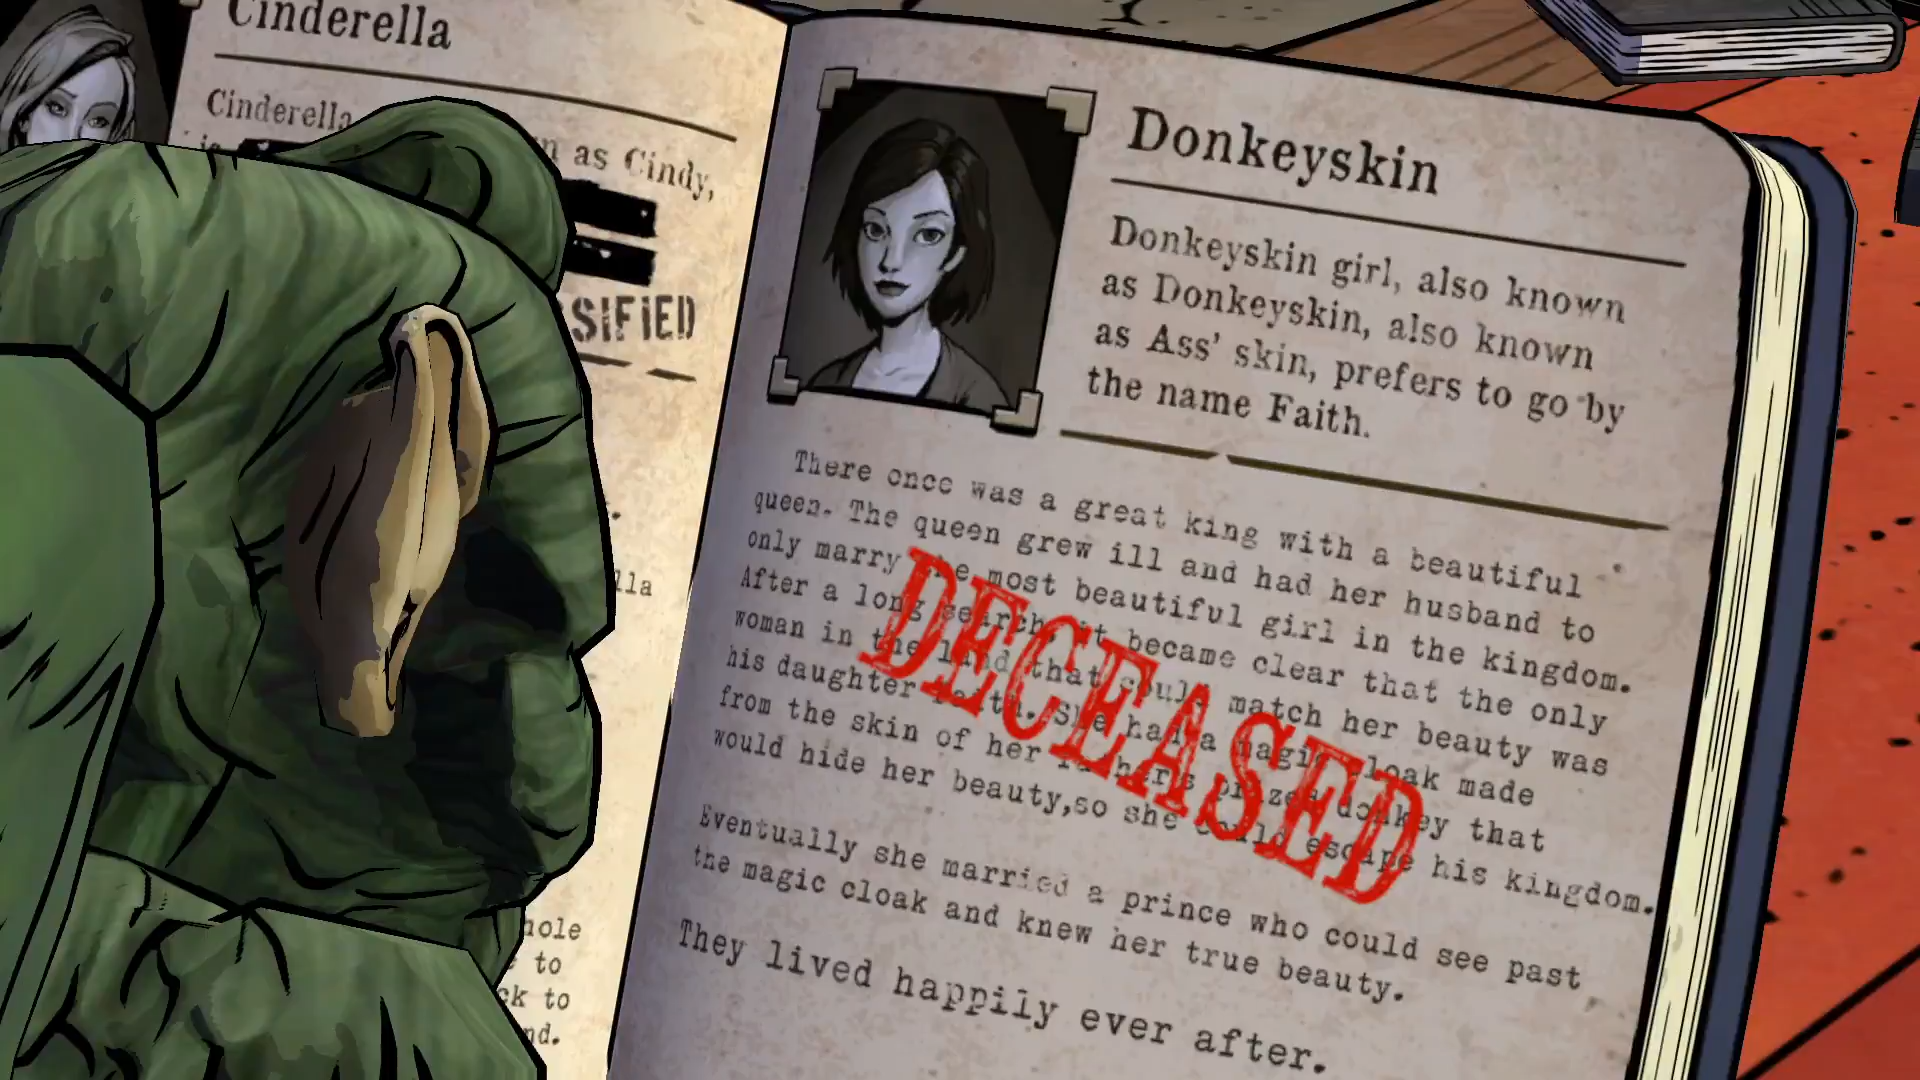 Cinderella
Cinderella
as Cindy,
SIFIED
Donkeyskin
Donkeyskin girl, also known
as Donkeyskin, also known
as Ass' skin, prefers to go by
the name Faith.
There once was a great king with a beautiful
queen. The queen grew ill and had her husband to
only marry the most beautiful girl in the kingdom.
After a long search, it became clear that the only
woman in the land that could match her beauty was
his daughter Faith. She had a magic cloak made
from the skin of her father's prized donkey that
would hide her beauty,so she could escape his kingdom.
DECEASED
Eventually she married a prince who could see past
the magic cloak and knew her true beauty.
They lived happily ever after.
to
to